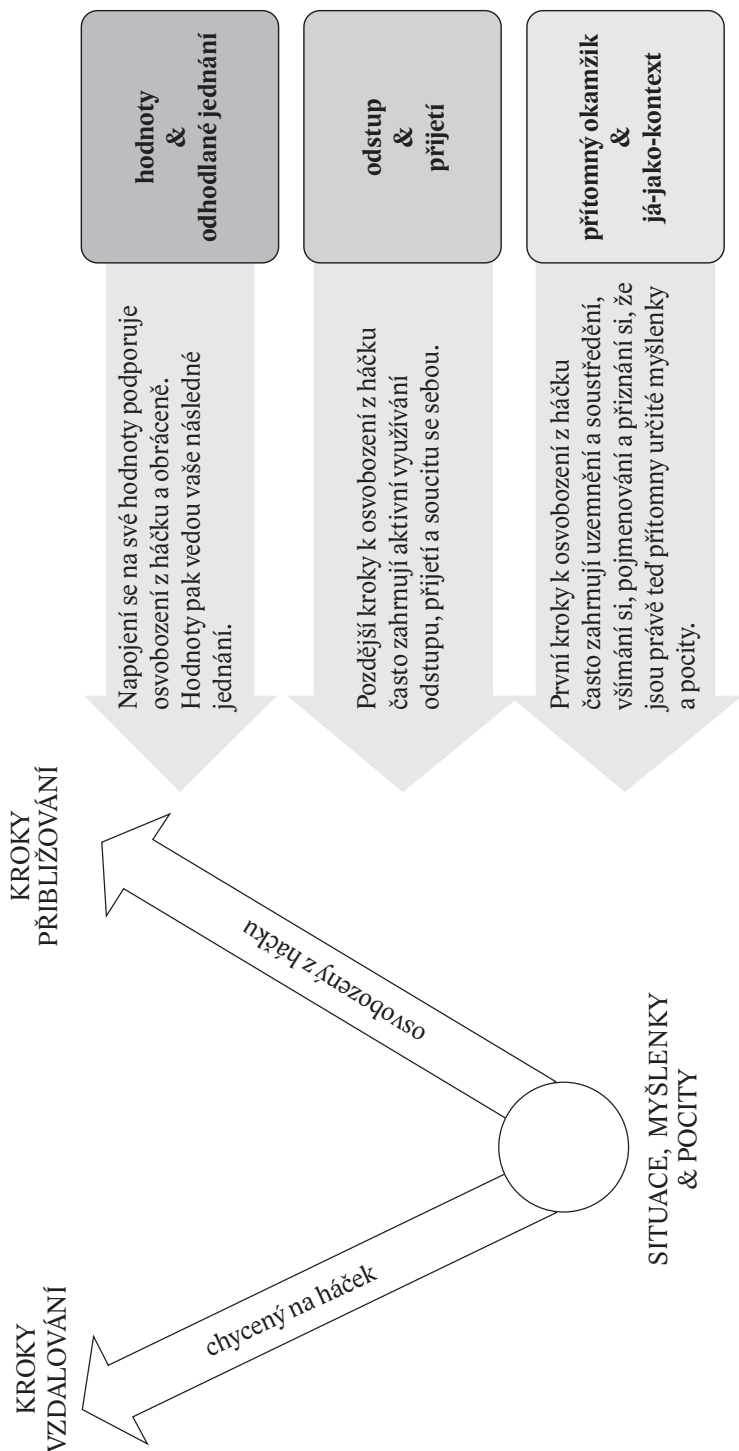 KROKY
VZDALOVÁNÍ
chycený na háček
SITUACE, MYŠLENKY
& POCITY
osvobozený z háčku
KROKY
PŘIBLIŽOVÁNÍ
Napojení se na své hodnoty podporuje
osvobození z háčku a obráceně.
Hodnoty pak vedou vaše následné
jednání.
hodnoty
&
odhodlané jednání
Pozdější kroky k osvobození z háčku
často zahrnují aktivní využívání
odstupu, přijetí a soucitu se sebou.
odstup
&
přijetí
První kroky k osvobození z háčku
často zahrnují uzemnění a soustředění,
všímání si, pojmenování a přiznání si, že
jsou právě teď přítomny určité myšlenky
a pocity.
přítomný okamžik
&
já-jako-kontext